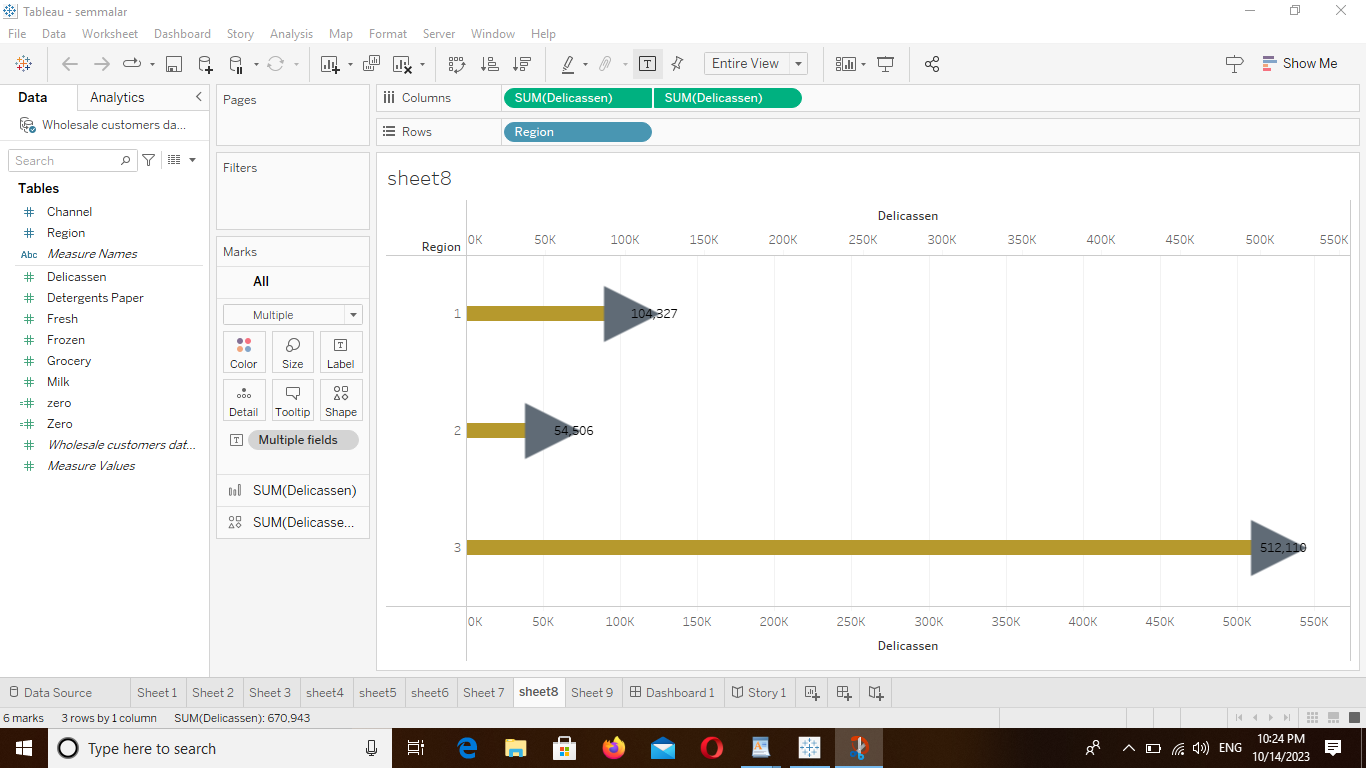 Tableau - semmalar
File Data Worksheet Dashboard Story Analysis Map Format Server Window Help
Entire View
Show Me
Data Analytics
Wholesale customers da...
Search
Tables
Channel
Region
Abc Measure Names
Delicassen
Detergents Paper
Fresh
Frozen
Grocery
Milk
zero
Zero
Wholesale customers dat...
Measure Values
Pages
Filters
Marks
All
Multiple
Color Size Label
Detail Tooltip Shape
Multiple fields
SUM(Delicassen)
SUM(Delicasse...
Columns SUM(Delicassen) SUM(Delicassen)
Rows Region
sheet8
Delicassen
Region 0K 50K 100K 150K 200K 250K 300K 350K 400K 450K 500K 550K
1 104,327
2 54,506
3 512,110
0K 50K 100K 150K 200K 250K 300K 350K 400K 450K 500K 550K
Delicassen
Data Source Sheet 1 Sheet 2 Sheet 3 sheet4 sheet5 sheet6 Sheet 7 sheet8 Sheet 9 Dashboard 1 Story 1
6 marks 3 rows by 1 column SUM(Delicassen): 670,943
Type here to search
ENG
10:24 PM
10/14/2023